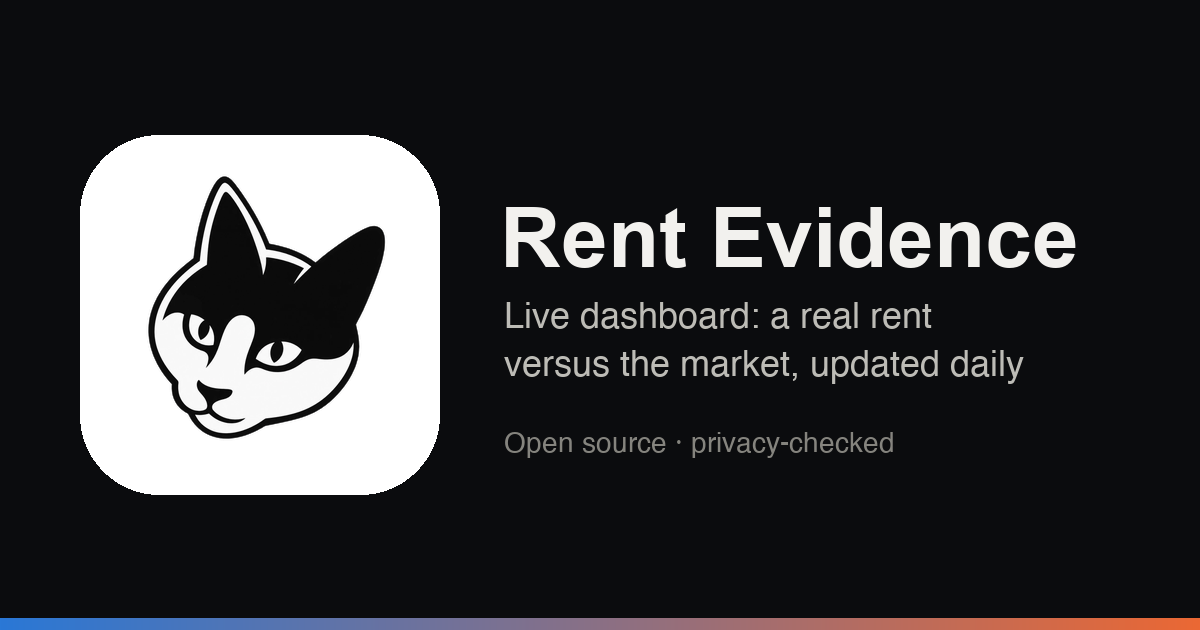 Rent Evidence
Live dashboard: a real rent
versus the market, updated daily
Open source · privacy-checked